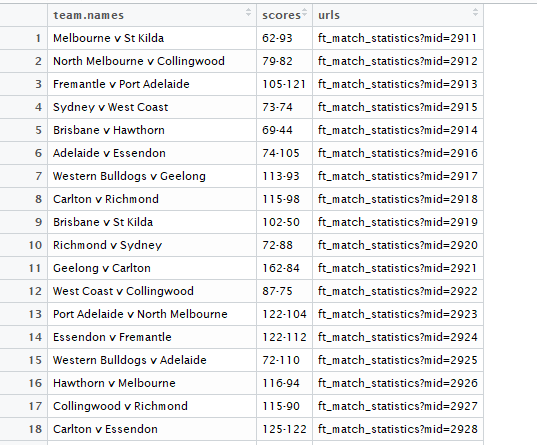 team.names scores urls
1 Melbourne v St Kilda 62-93 ft_match_statistics?mid=2911
2 North Melbourne v Collingwood 79-82 ft_match_statistics?mid=2912
3 Fremantle v Port Adelaide 105-121 ft_match_statistics?mid=2913
4 Sydney v West Coast 73-74 ft_match_statistics?mid=2915
5 Brisbane v Hawthorn 69-44 ft_match_statistics?mid=2914
6 Adelaide v Essendon 74-105 ft_match_statistics?mid=2916
7 Western Bulldogs v Geelong 113-93 ft_match_statistics?mid=2917
8 Carlton v Richmond 115-98 ft_match_statistics?mid=2918
9 Brisbane v St Kilda 102-50 ft_match_statistics?mid=2919
10 Richmond v Sydney 72-88 ft_match_statistics?mid=2920
11 Geelong v Carlton 162-84 ft_match_statistics?mid=2921
12 West Coast v Collingwood 87-75 ft_match_statistics?mid=2922
13 Port Adelaide v North Melbourne 122-104 ft_match_statistics?mid=2923
14 Essendon v Fremantle 122-112 ft_match_statistics?mid=2924
15 Western Bulldogs v Adelaide 72-110 ft_match_statistics?mid=2925
16 Hawthorn v Melbourne 116-94 ft_match_statistics?mid=2926
17 Collingwood v Richmond 115-90 ft_match_statistics?mid=2927
18 Carlton v Essendon 125-122 ft_match_statistics?mid=2928